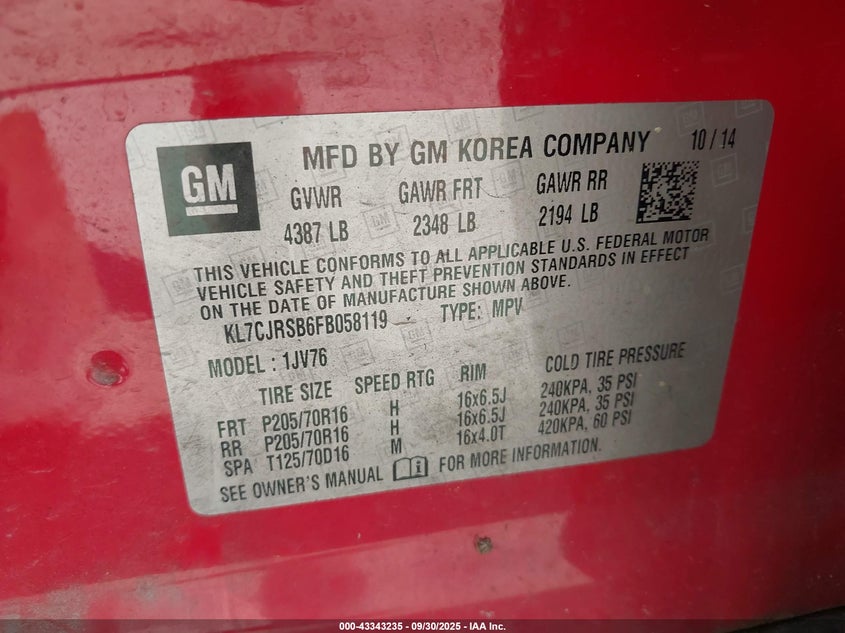 GM
MFD BY GM KOREA COMPANY 10 / 14
GVWR GAWR FRT GAWR RR
4387 LB 2348 LB 2194 LB
THIS VEHICLE CONFORMS TO ALL APPLICABLE U.S. FEDERAL MOTOR
VEHICLE SAFETY AND THEFT PREVENTION STANDARDS IN EFFECT
ON THE DATE OF MANUFACTURE SHOWN ABOVE.
KL7CJRSB6FB058119 TYPE: MPV
MODEL : 1JV76
TIRE SIZE SPEED RTG RIM COLD TIRE PRESSURE
FRT P205/70R16 H 16x6.5J 240KPA, 35 PSI
RR P205/70R16 H 16x6.5J 240KPA, 35 PSI
SPA T125/70D16 M 16x4.0T 420KPA, 60 PSI
SEE OWNER'S MANUAL FOR MORE INFORMATION.
000-43343235 - 09/30/2025 - IAA Inc.